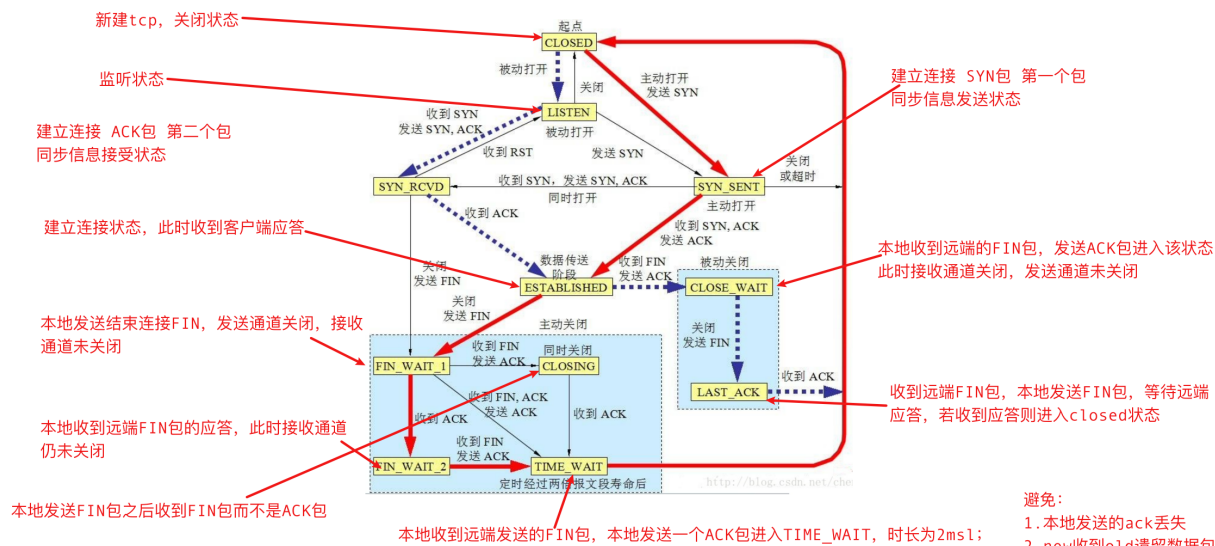 新建tcp，关闭状态
起点
CLOSED
被动打开
关闭
主动打开
发送 SYN
监听状态
LISTEN
被动打开
建立连接 SYN包 第一个包
同步信息发送状态
收到 SYN
发送 SYN, ACK
建立连接 ACK包 第二个包
同步信息接受状态
收到 RST
发送 SYN
关闭
或超时
SYN_RCVD
收到 SYN，发送 SYN, ACK
同时打开
SYN_SENT
主动打开
收到 ACK
收到 SYN, ACK
发送 ACK
建立连接状态，此时收到客户端应答
数据传送
阶段
ESTABLISHED
收到 FIN
发送 ACK
被动关闭
CLOSE_WAIT
本地收到远端的FIN包，发送ACK包进入该状态
此时接收通道关闭，发送通道未关闭
关闭
发送 FIN
关闭
发送 FIN
关闭
发送 FIN
本地发送结束连接FIN，发送通道关闭，接收
通道未关闭
主动关闭
FIN_WAIT_1
收到 FIN
发送 ACK
同时关闭
CLOSING
LAST_ACK
收到 ACK
收到远端FIN包，本地发送FIN包，等待远端
应答，若收到应答则进入closed状态
收到 ACK
收到 FIN, ACK
发送 ACK
收到 ACK
本地收到远端FIN包的应答，此时接收通道
仍未关闭
FIN_WAIT_2
收到 FIN
发送 ACK
TIME_WAIT
定时经过两倍报文段寿命后
http://blog.csdn.net/che
本地发送FIN包之后收到FIN包而不是ACK包
本地收到远端发送的FIN包，本地发送一个ACK包进入TIME_WAIT，时长为2msl；
避免：
1.本地发送的ack丢失
2.new收到old遗留数据包